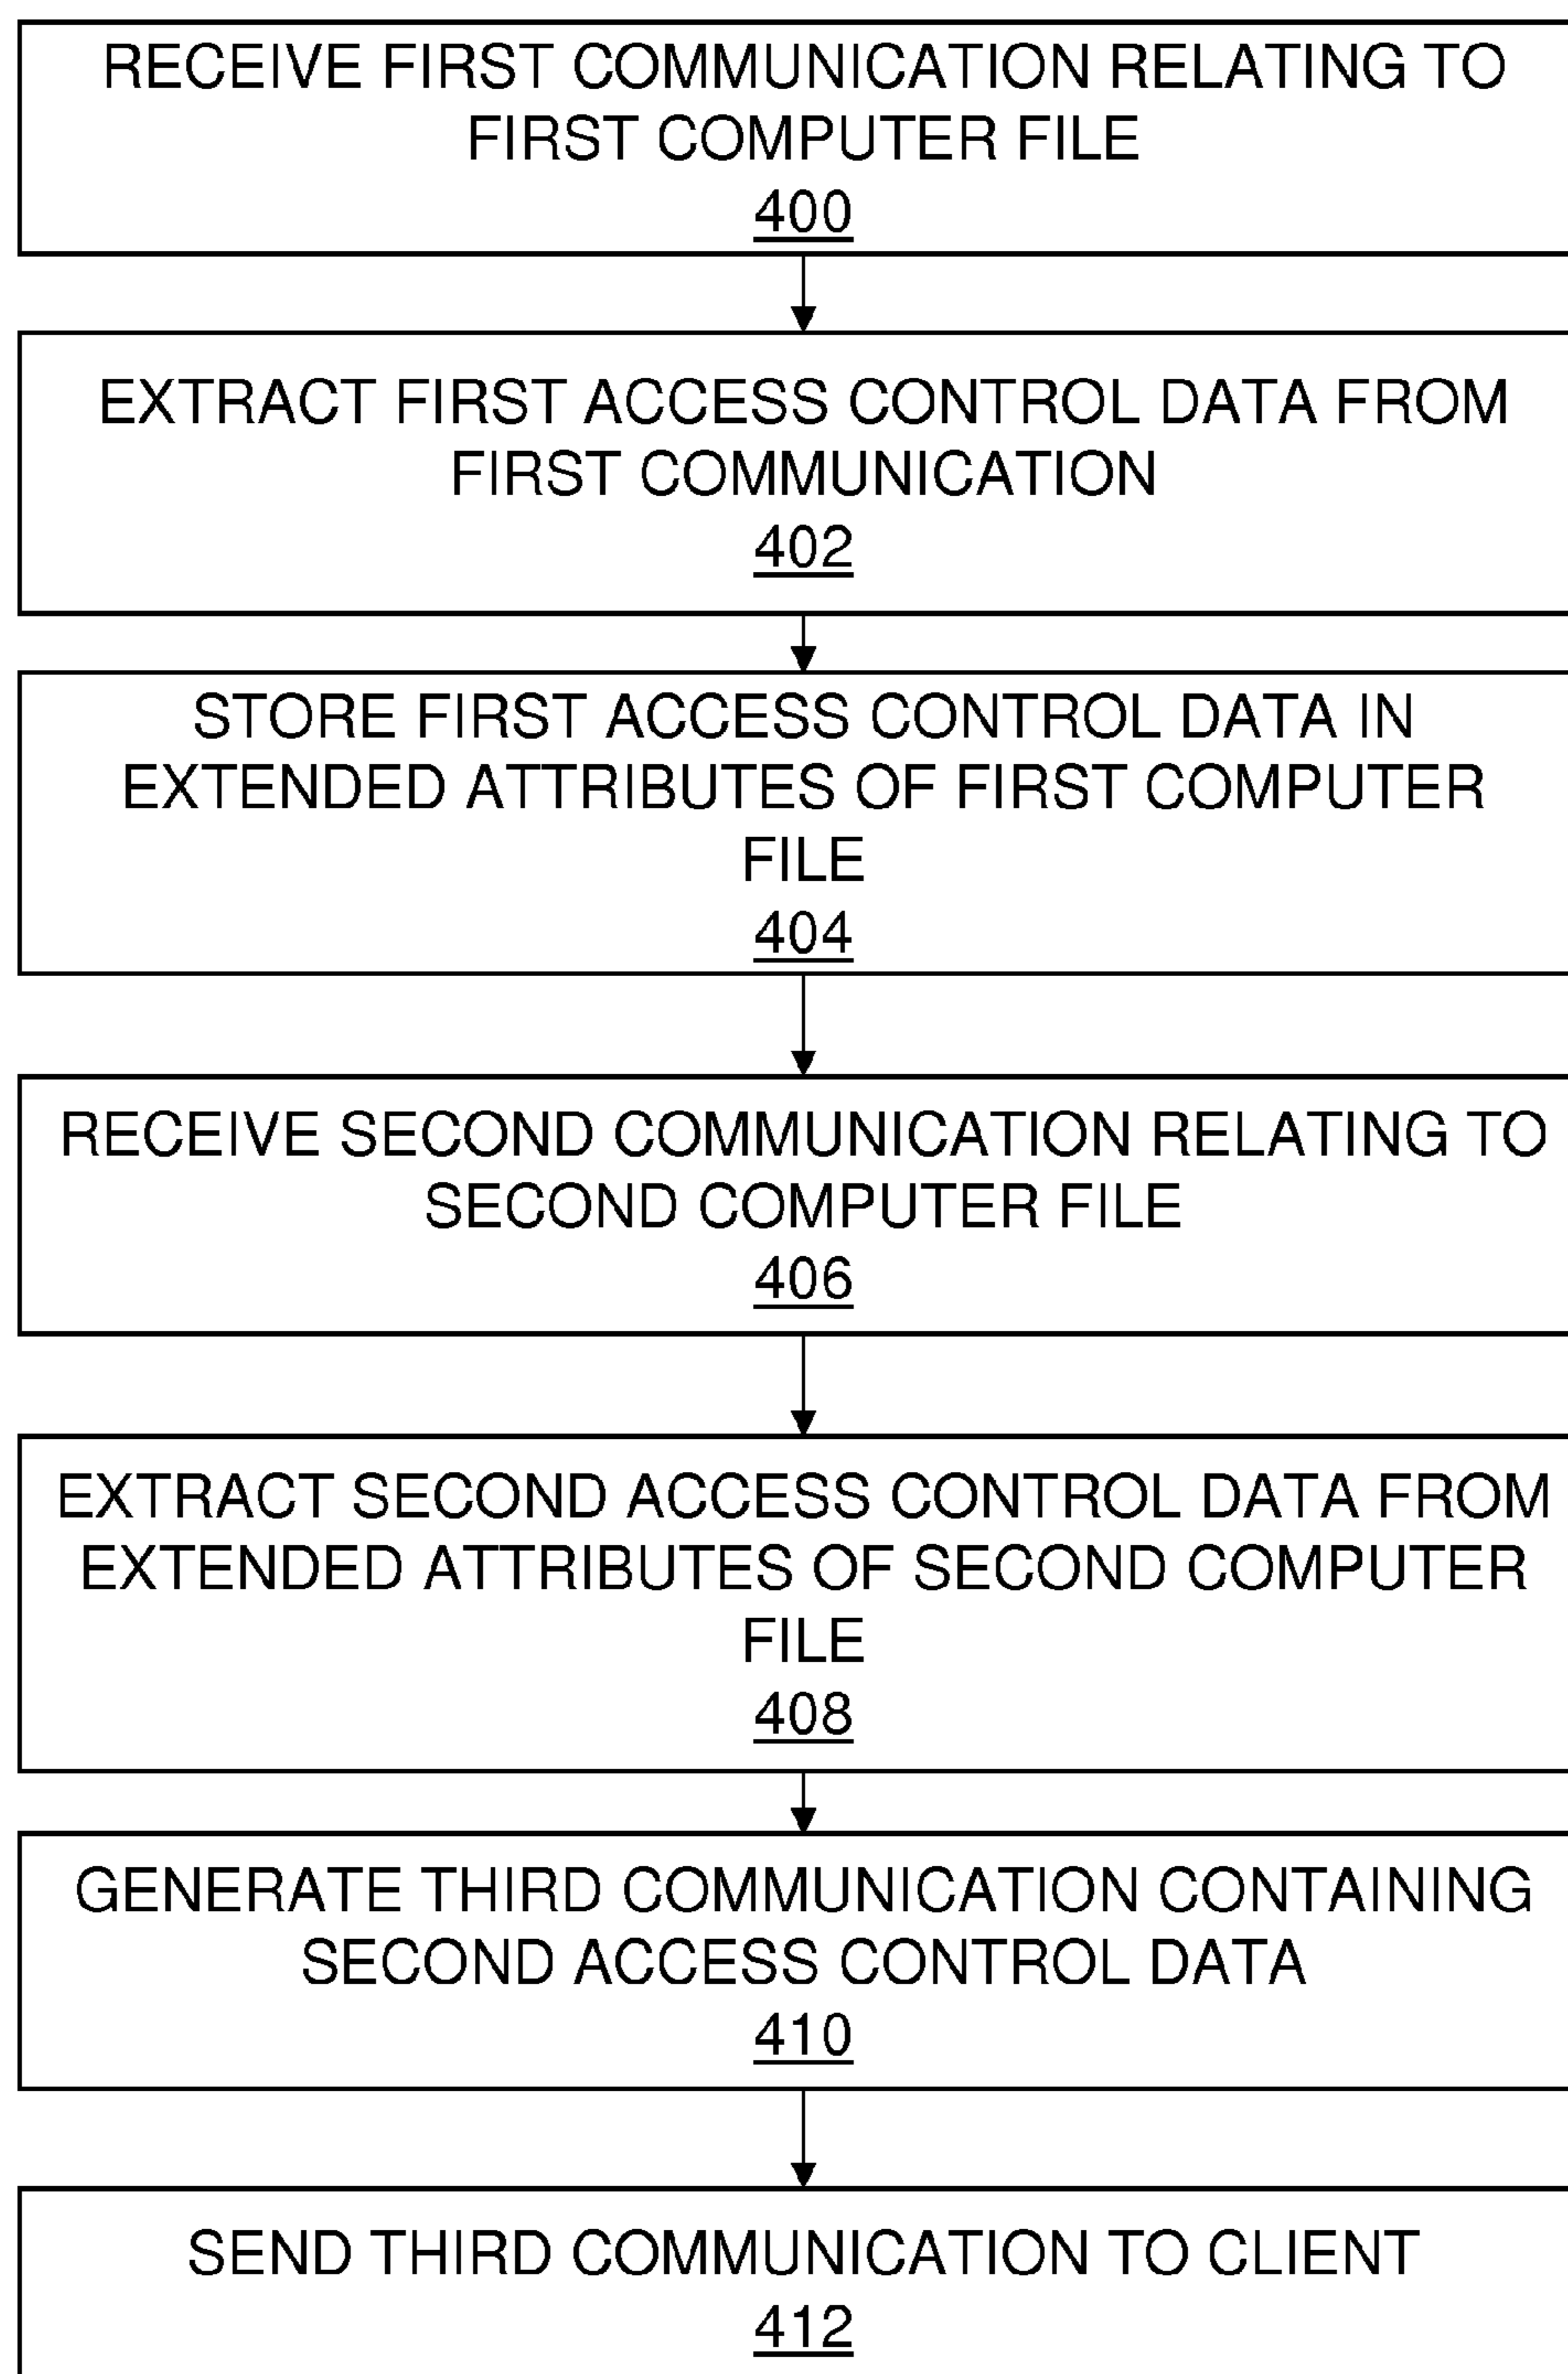 RECEIVE FIRST COMMUNICATION RELATING TO
FIRST COMPUTER FILE
400
EXTRACT FIRST ACCESS CONTROL DATA FROM
FIRST COMMUNICATION
402
STORE FIRST ACCESS CONTROL DATA IN
EXTENDED ATTRIBUTES OF FIRST COMPUTER
FILE
404
RECEIVE SECOND COMMUNICATION RELATING TO
SECOND COMPUTER FILE
406
EXTRACT SECOND ACCESS CONTROL DATA FROM
EXTENDED ATTRIBUTES OF SECOND COMPUTER
FILE
408
GENERATE THIRD COMMUNICATION CONTAINING
SECOND ACCESS CONTROL DATA
410
SEND THIRD COMMUNICATION TO CLIENT
412